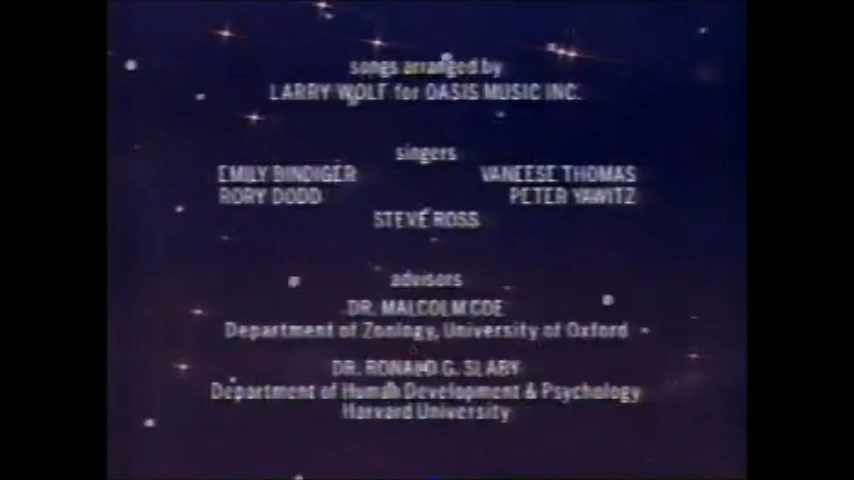 songs arranged by
LARRY WOLF for OASIS MUSIC INC.
singers
EMILY BINDIGER VANEESE THOMAS
RORY DODD PETER YAWITZ
STEVE ROSS
advisors
DR. MALCOLM COE
Department of Zoology, University of Oxford
DR. RONALD G. SLABY
Department of Human Development & Psychology
Harvard University